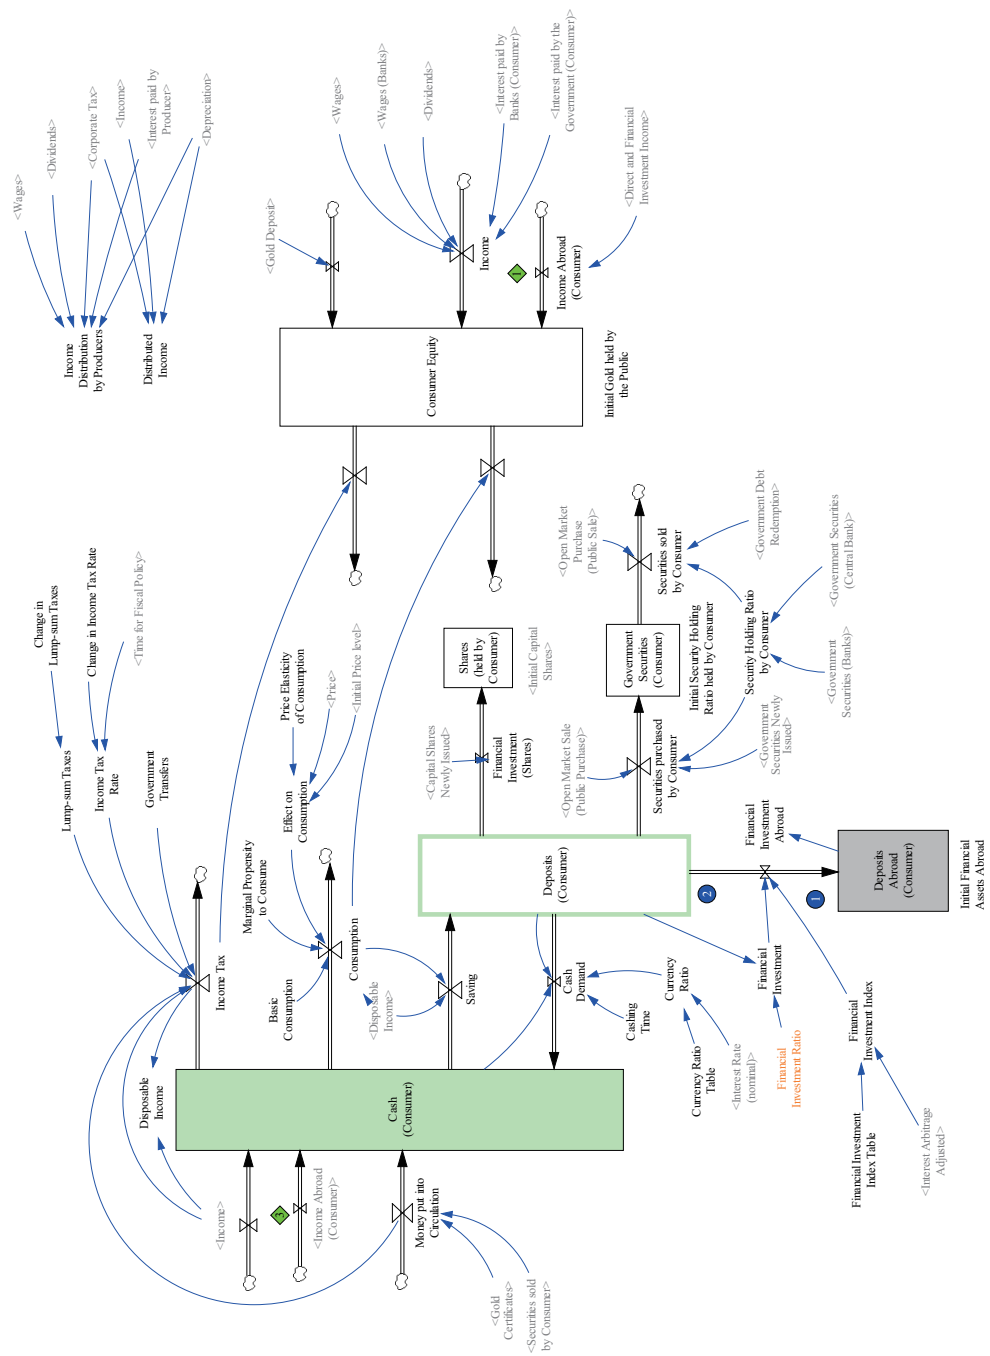 <Wages>
<Dividends>
<Corporate Tax>
<Income>
<Interest paid by
Producer>
<Depreciation>
Income
Distribution
by Producers
Distributed
Income
<Wages>
<Wages (Banks)>
<Dividends>
<Interest paid by
Banks (Consumer)>
<Interest paid by the
Government (Consumer)>
<Direct and Financial
Investment Income>
<Gold Deposit>
Income
1
Income Abroad
(Consumer)
Consumer Equity
Initial Gold held by
the Public
Change in
Lump-sum Taxes
Change in Income Tax Rate
<Time for Fiscal Policy>
Lump-sum Taxes
Income Tax
Rate
Government
Transfers
Income Tax
Price Elasticity
of Consumption
<Price>
<Initial Price level>
Effect on
Consumption
Marginal Propensity
to Consume
Basic
Consumption
Consumption
<Disposable
Income>
Saving
Disposable
Income
Cash
(Consumer)
<Income>
3
<Income Abroad
(Consumer)>
Money put into
Circulation
<Gold
Certificates>
<Securities sold
by Consumer>
Shares
(held by
Consumer)
<Initial Capital
Shares>
<Capital Shares
Newly Issued>
Financial
Investment
(Shares)
<Open Market
Purchase
(Public Sale)>
Securities sold
by Consumer
<Government Debt
Redemption>
Government
Securities
(Consumer)
Initial Security Holding
Ratio held by Consumer
Security Holding Ratio
by Consumer
<Government Securities
(Central Bank)>
<Government
Securities (Banks)>
<Open Market Sale
(Public Purchase)>
Securities purchased
by Consumer
<Government
Securities Newly
Issued>
Deposits
(Consumer)
2
1
Financial
Investment
Abroad
Deposits
Abroad
(Consumer)
Initial Financial
Assets Abroad
Cash
Demand
Cashing
Time
Currency
Ratio
Currency Ratio
Table
<Interest Rate
(nominal)>
Financial
Investment
Financial
Investment Ratio
Financial
Investment Index
Financial Investment
Index Table
<Interest Arbitrage
Adjusted>